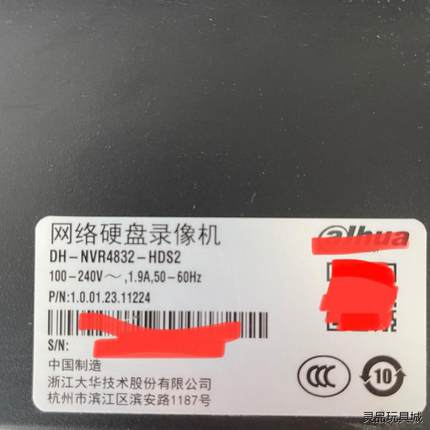 网络硬盘录像机
alhua
DH-NVR4832-HDS2
100-240V～,1.9A,50-60Hz
P/N:1.0.01.23.11224
S/N:
中国制造
浙江大华技术股份有限公司
杭州市滨江区滨安路1187号
CCC
10
灵品玩具城